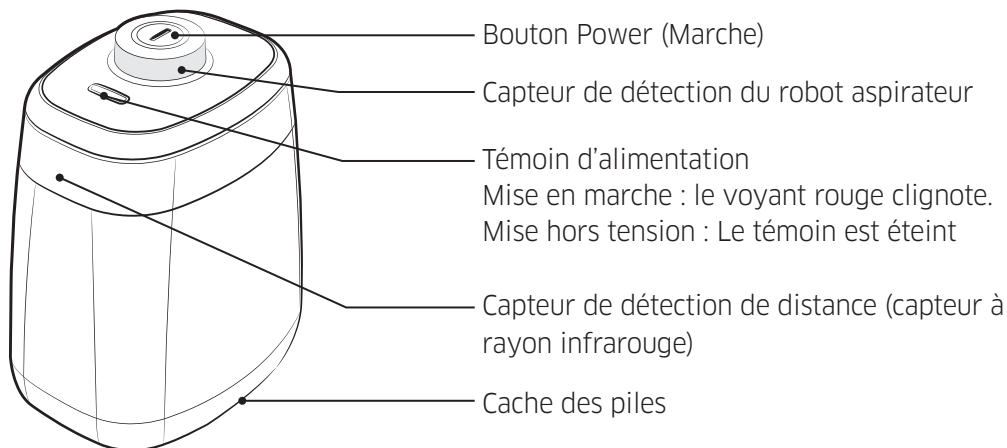 Bouton Power (Marche)
Capteur de détection du robot aspirateur
Témoin d'alimentation
Mise en marche : le voyant rouge clignote.
Mise hors tension : Le témoin est éteint
Capteur de détection de distance (capteur à
rayon infrarouge)
Cache des piles